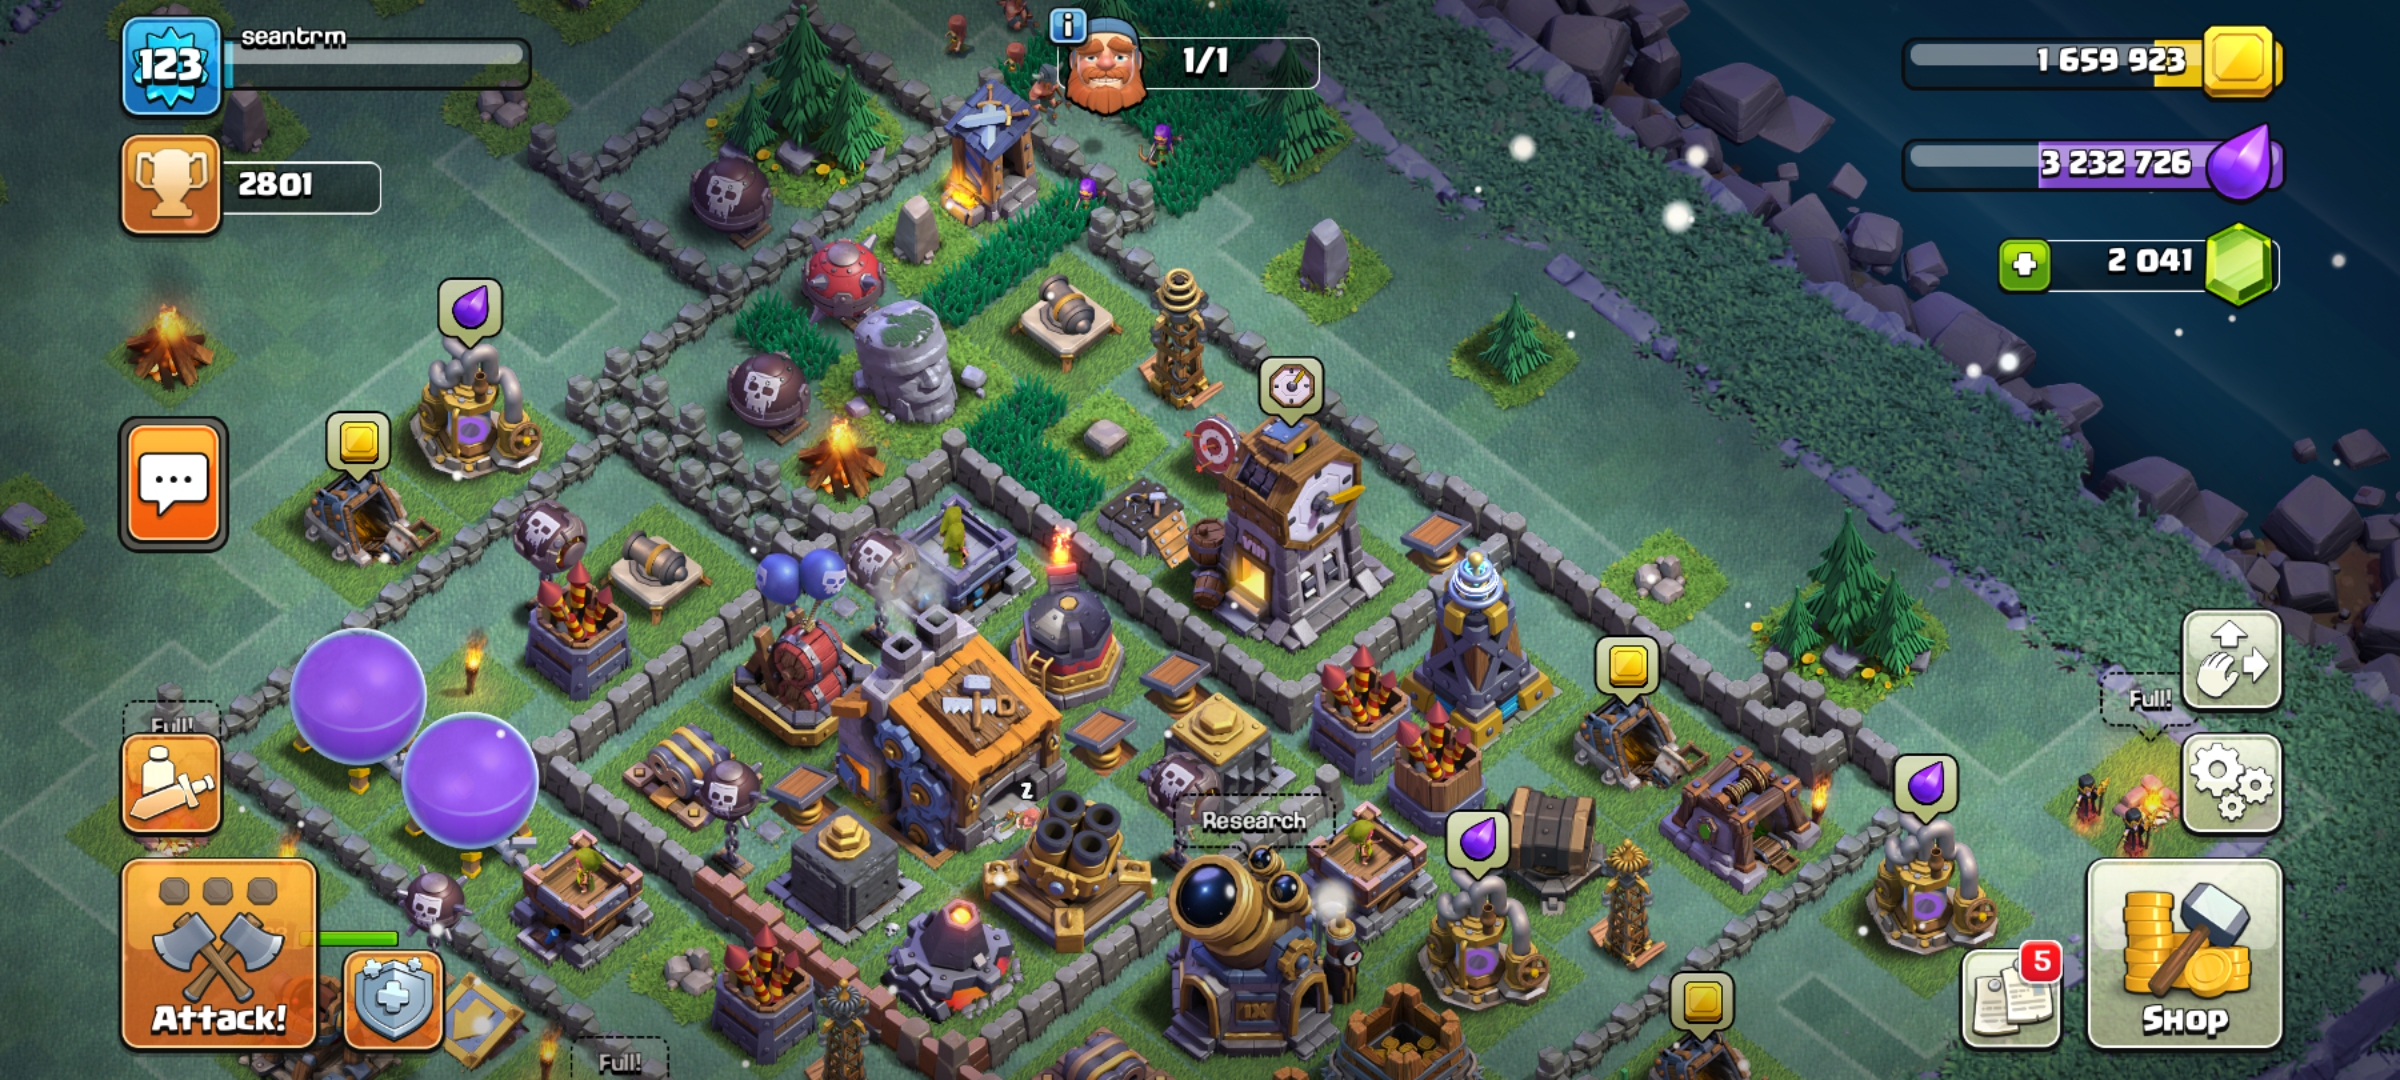 123
seantrm
i
1/1
1 659 923
2801
3 232 726
2 041
Full!
Full!
2
Research
IX
5
Attack!
Shop
Full!